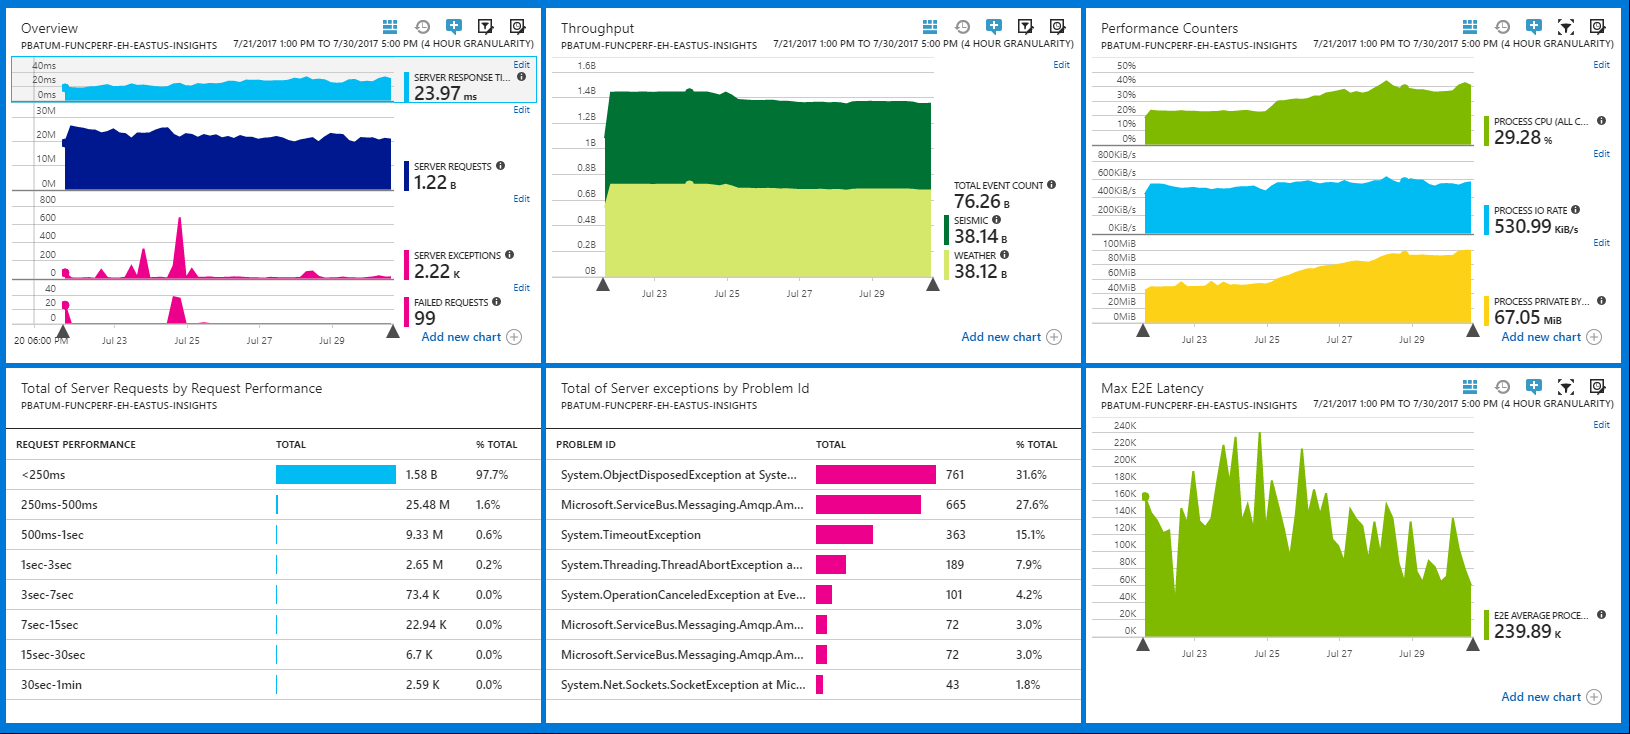 Overview
PBATUM-FUNCPERF-EH-EASTUS-INSIGHTS
7/21/2017 1:00 PM TO 7/30/2017 5:00 PM (4 HOUR GRANULARITY)
Edit
40ms
20ms
0ms
SERVER RESPONSE TI...
23.97 ms
Edit
30M
20M
10M
0M
SERVER REQUESTS
1.22 B
Edit
800
600
400
200
0
SERVER EXCEPTIONS
2.22 K
Edit
40
20
0
FAILED REQUESTS
99
20 06:00 PM
Jul 23
Jul 25
Jul 27
Jul 29
Add new chart
Throughput
PBATUM-FUNCPERF-EH-EASTUS-INSIGHTS
7/21/2017 1:00 PM TO 7/30/2017 5:00 PM (4 HOUR GRANULARITY)
Edit
1.6B
1.4B
1.2B
1B
0.8B
0.6B
0.4B
0.2B
0B
Jul 23
Jul 25
Jul 27
Jul 29
TOTAL EVENT COUNT
76.26 B
SEISMIC
38.14 B
WEATHER
38.12 B
Add new chart
Performance Counters
PBATUM-FUNCPERF-EH-EASTUS-INSIGHTS
7/21/2017 1:00 PM TO 7/30/2017 5:00 PM (4 HOUR GRANULARITY)
Edit
50%
40%
30%
20%
10%
0%
PROCESS CPU (ALL C...
29.28 %
Edit
800KiB/s
600KiB/s
400KiB/s
200KiB/s
0KiB/s
PROCESS IO RATE
530.99 KiB/s
Edit
100MiB
80MiB
60MiB
40MiB
20MiB
0MiB
PROCESS PRIVATE BY...
67.05 MiB
Jul 23
Jul 25
Jul 27
Jul 29
Add new chart
Total of Server Requests by Request Performance
PBATUM-FUNCPERF-EH-EASTUS-INSIGHTS
REQUEST PERFORMANCE TOTAL % TOTAL
<250ms 1.58 B 97.7%
250ms-500ms 25.48 M 1.6%
500ms-1sec 9.33 M 0.6%
1sec-3sec 2.65 M 0.2%
3sec-7sec 73.4 K 0.0%
7sec-15sec 22.94 K 0.0%
15sec-30sec 6.7 K 0.0%
30sec-1min 2.59 K 0.0%
Total of Server exceptions by Problem Id
PBATUM-FUNCPERF-EH-EASTUS-INSIGHTS
PROBLEM ID TOTAL % TOTAL
System.ObjectDisposedException at Syste... 761 31.6%
Microsoft.ServiceBus.Messaging.Amqp.Am... 665 27.6%
System.TimeoutException 363 15.1%
System.Threading.ThreadAbortException a... 189 7.9%
System.OperationCanceledException at Eve... 101 4.2%
Microsoft.ServiceBus.Messaging.Amqp.Am... 72 3.0%
Microsoft.ServiceBus.Messaging.Amqp.Am... 72 3.0%
System.Net.Sockets.SocketException at Mic... 43 1.8%
Max E2E Latency
PBATUM-FUNCPERF-EH-EASTUS-INSIGHTS
7/21/2017 1:00 PM TO 7/30/2017 5:00 PM (4 HOUR GRANULARITY)
Edit
240K
220K
200K
180K
160K
140K
120K
100K
80K
60K
40K
20K
0K
Jul 23
Jul 25
Jul 27
Jul 29
E2E AVERAGE PROCE...
239.89 K
Add new chart